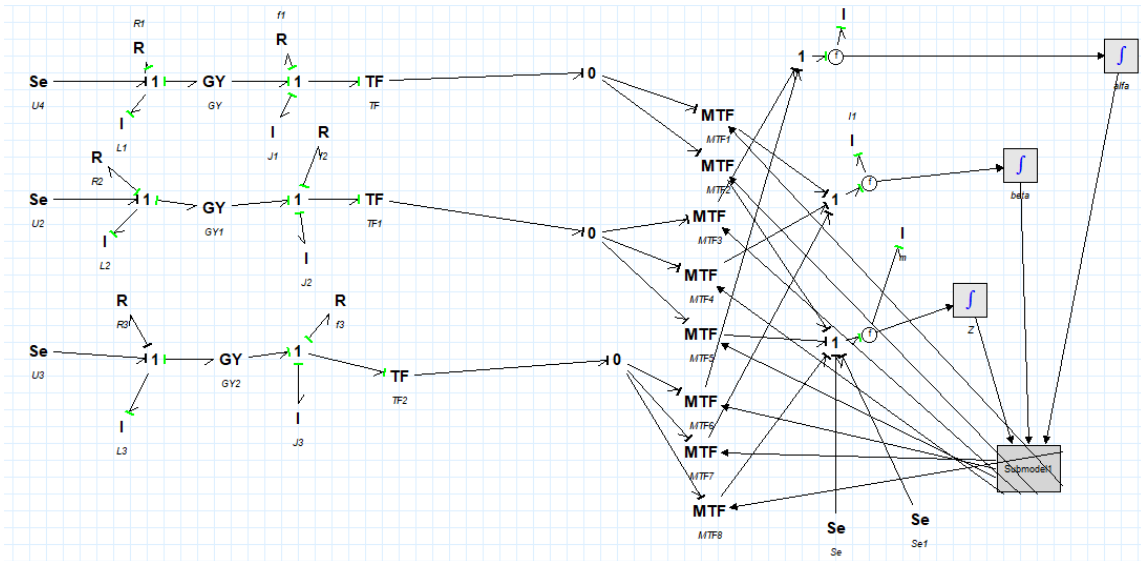 R1
f1
I
R
R
1
f
∫
Se
1
GY
1
TF
0
alfa
U4
GY
TF
I
I
MTF
L1
J1
R
MTF1
I1
R
f2
I
MTF
∫
R2
MTF2
f
beta
Se
1
GY
1
TF
1
U2
GY1
TF1
MTF
I
MTF3
I
L2
0
I
m
J2
MTF
R
R
MTF4
∫
R3
f3
Z
MTF
f
Se
1
1
1
U3
GY
0
MTF5
GY2
TF
TF2
MTF
I
I
MTF6
L3
J3
MTF
Submodel1
MTF7
MTF
Se
Se
MTF8
Se
Se1